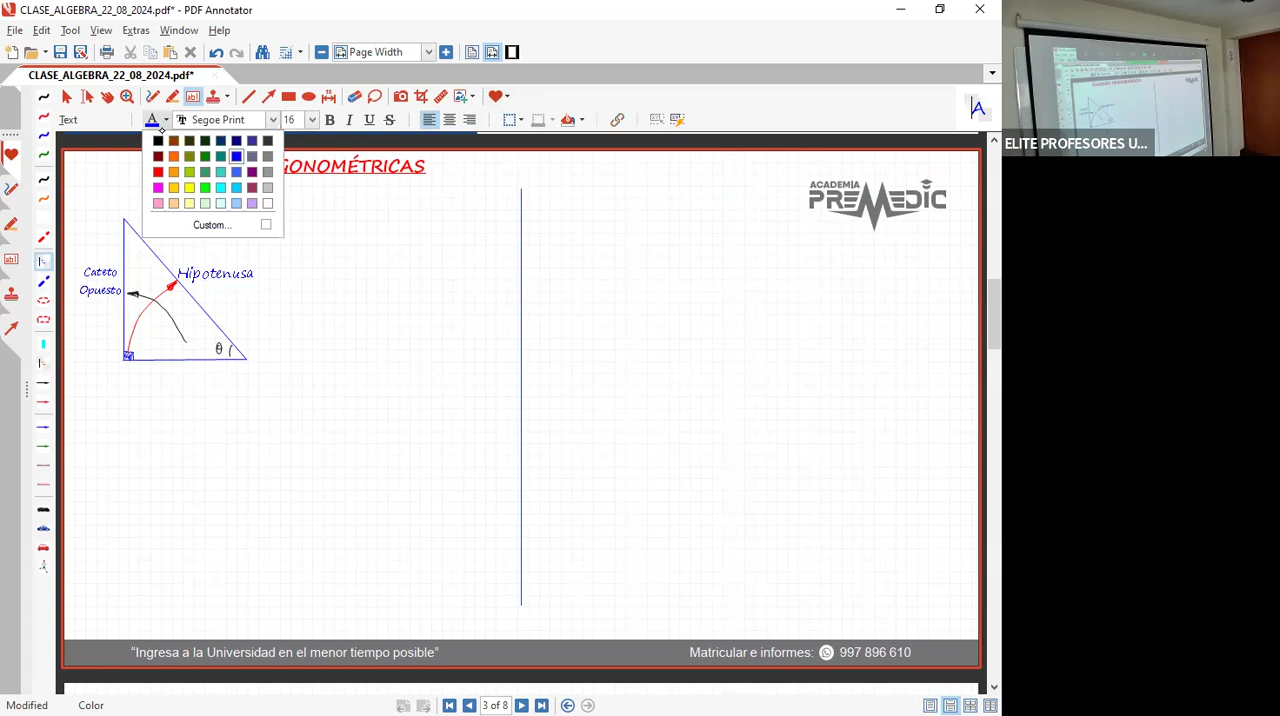 CLASE_ALGEBRA_22_08_2024.pdf* - PDF Annotator
File Edit Tool View Extras Window Help
Page Width
CLASE_ALGEBRA_22_08_2024.pdf*
Text
Segoe Print
16
B I U S
A
GONOMÉTRICAS
ACADEMIA
PREMEDIC
Custom...
Cateto
Opuesto
Hipotenusa
θ
“Ingresa a la Universidad en el menor tiempo posible”
Matricular e informes: 997 896 610
Modified
Color
3 of 8
ELITE PROFESORES U...